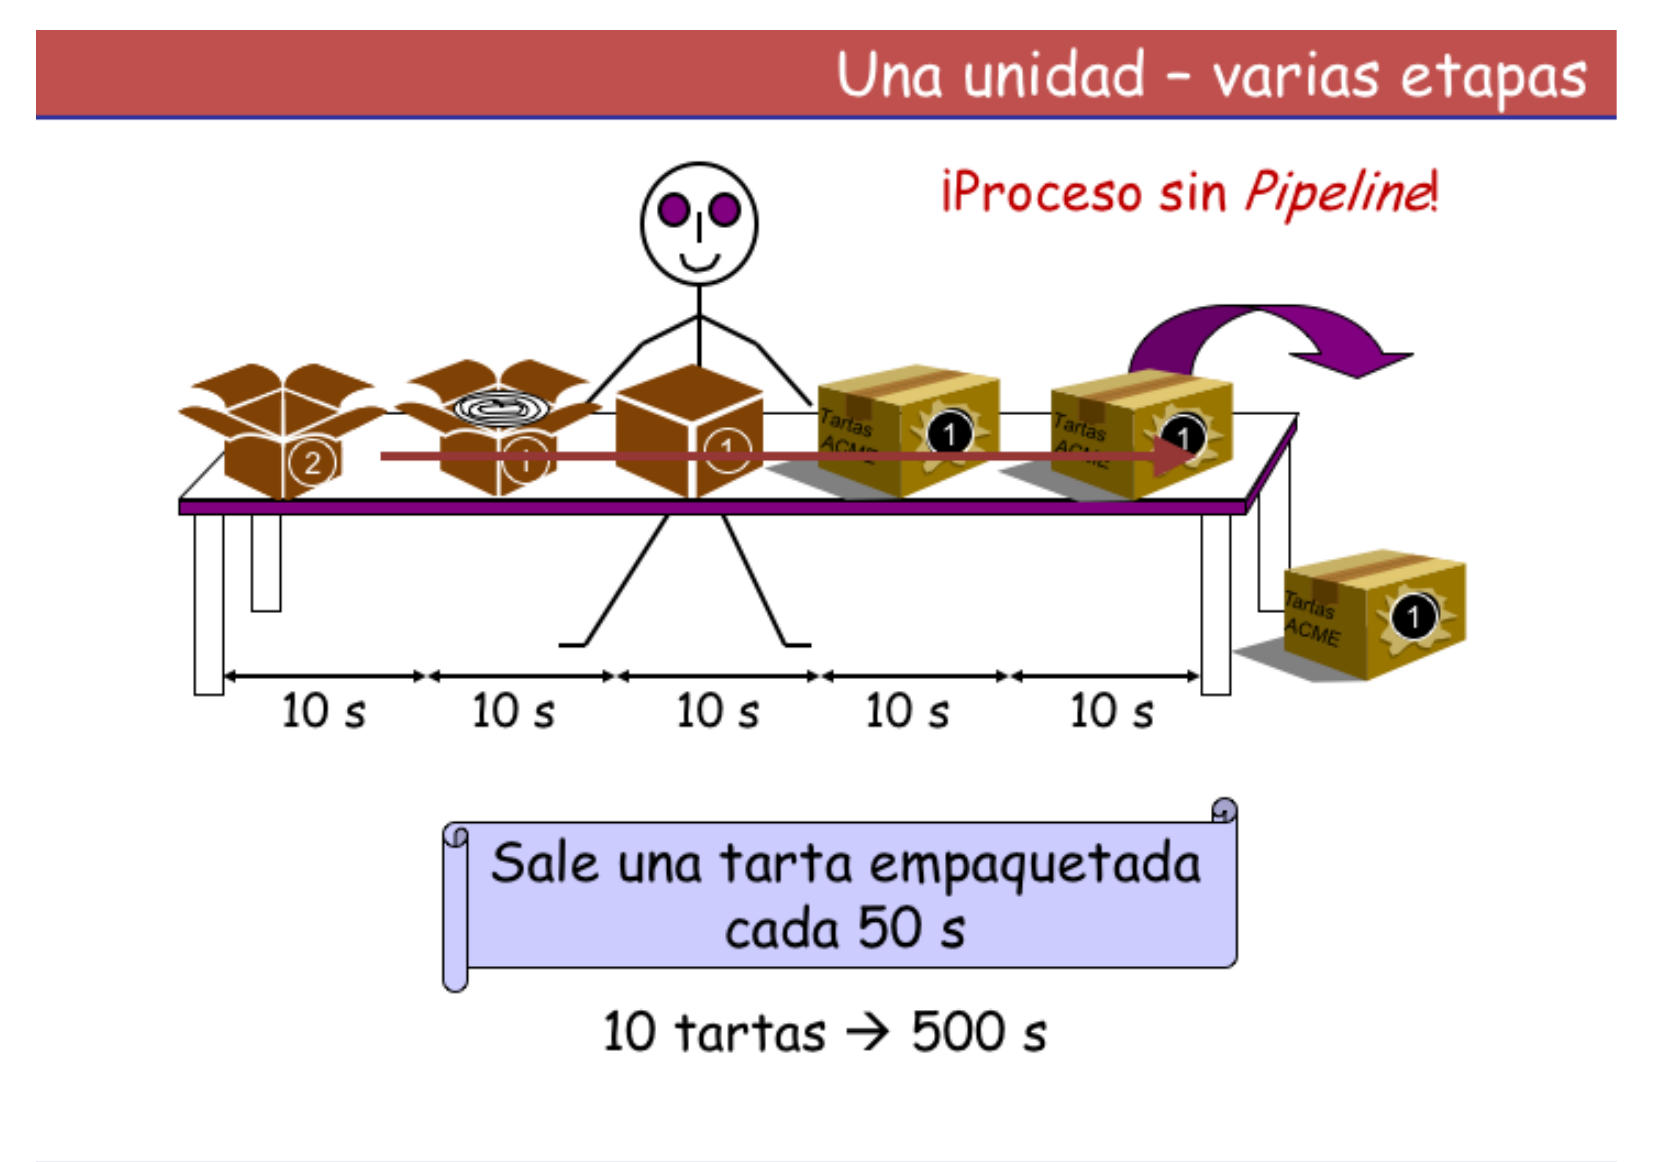 Una unidad – varias etapas
¡Proceso sin Pipeline!
2
1
1
Tartas
ACME
1
Tartas
ACME
1
Tartas
ACME
1
10 s
10 s
10 s
10 s
10 s
Sale una tarta empaquetada
cada 50 s
10 tartas → 500 s